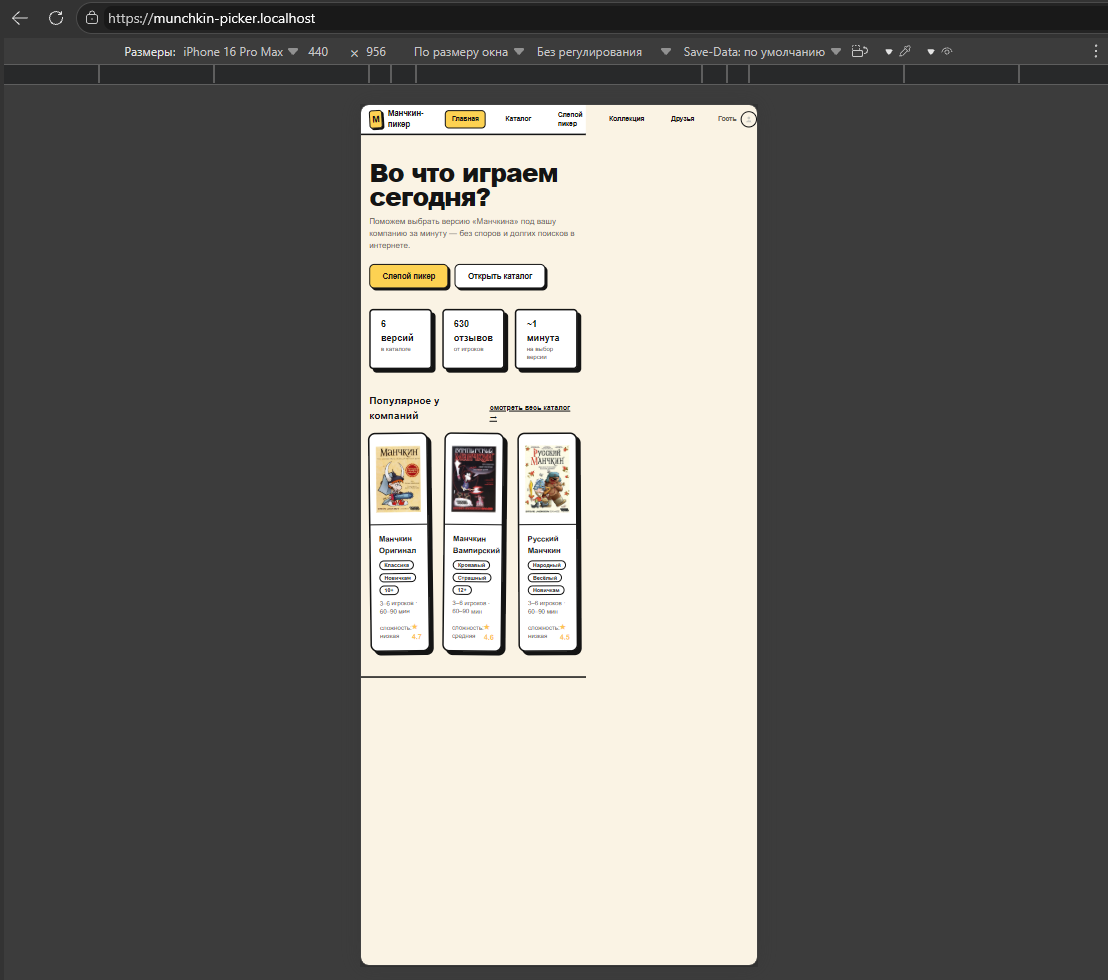 https://munchkin-picker.localhost
Размеры: iPhone 16 Pro Max 440 × 956 По размеру окна Без регулирования Save-Data: по умолчанию
М Манчкин-пикер Главная Каталог Слепой пикер Коллекция Друзья Гость
Во что играем
сегодня?
Поможем выбрать версию «Манчкина» под вашу
компанию за минуту — без споров и долгих поисков в
интернете.
Слепой пикер Открыть каталог
6
версий
в каталоге
630
отзывов
от игроков
~1
минута
на выбор
версии
Популярное у
компаний
смотреть весь каталог
→
МАНЧКИН
РУССКИЙ
МАНЧКИН
Манчкин
Оригинал
Классика
Новичкам
10+
3–6 игроков ·
60–90 мин
сложность:
низкая
★
4.7
Манчкин
Вампирский
Кровавый
Страшный
12+
3–6 игроков ·
60–90 мин
сложность:
средняя
★
4.6
Русский
Манчкин
Народный
Весёлый
Новичкам
3–6 игроков ·
60–90 мин
сложность:
низкая
★
4.5